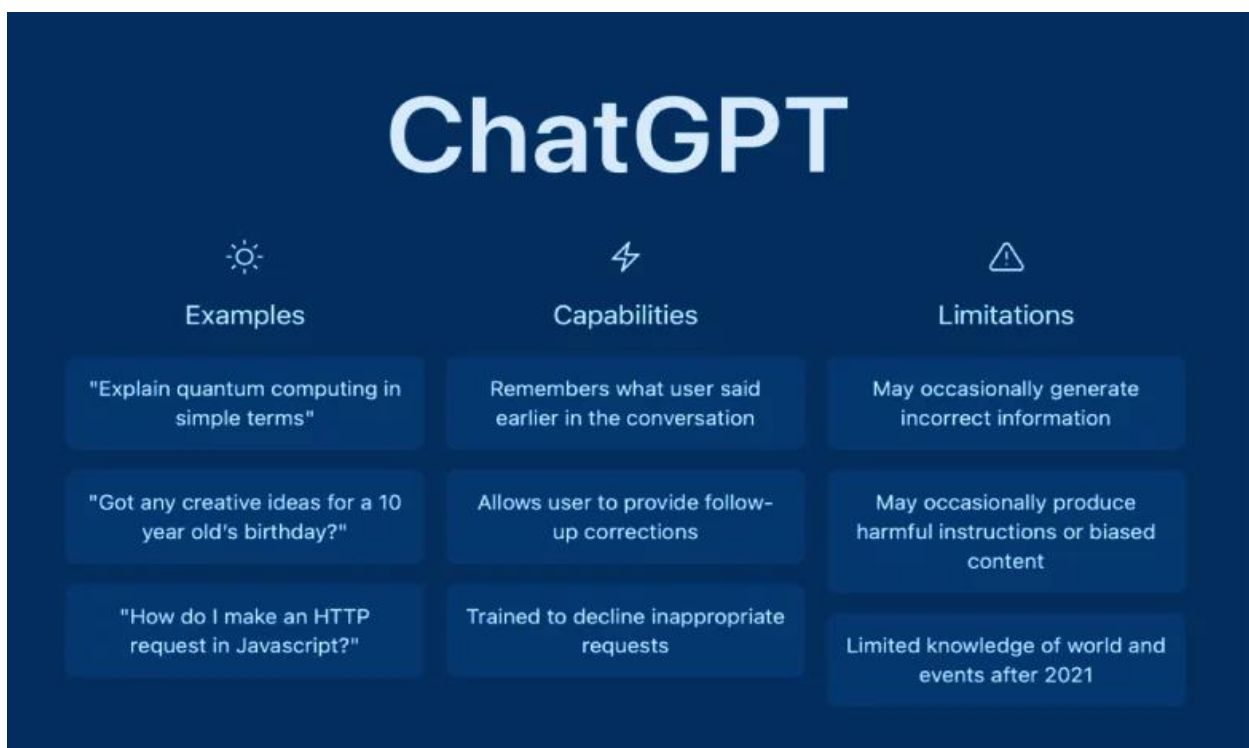 ChatGPT
Examples
"Explain quantum computing in
simple terms"
"Got any creative ideas for a 10
year old's birthday?"
"How do I make an HTTP
request in Javascript?"
Capabilities
Remembers what user said
earlier in the conversation
Allows user to provide follow-
up corrections
Trained to decline inappropriate
requests
Limitations
May occasionally generate
incorrect information
May occasionally produce
harmful instructions or biased
content
Limited knowledge of world and
events after 2021